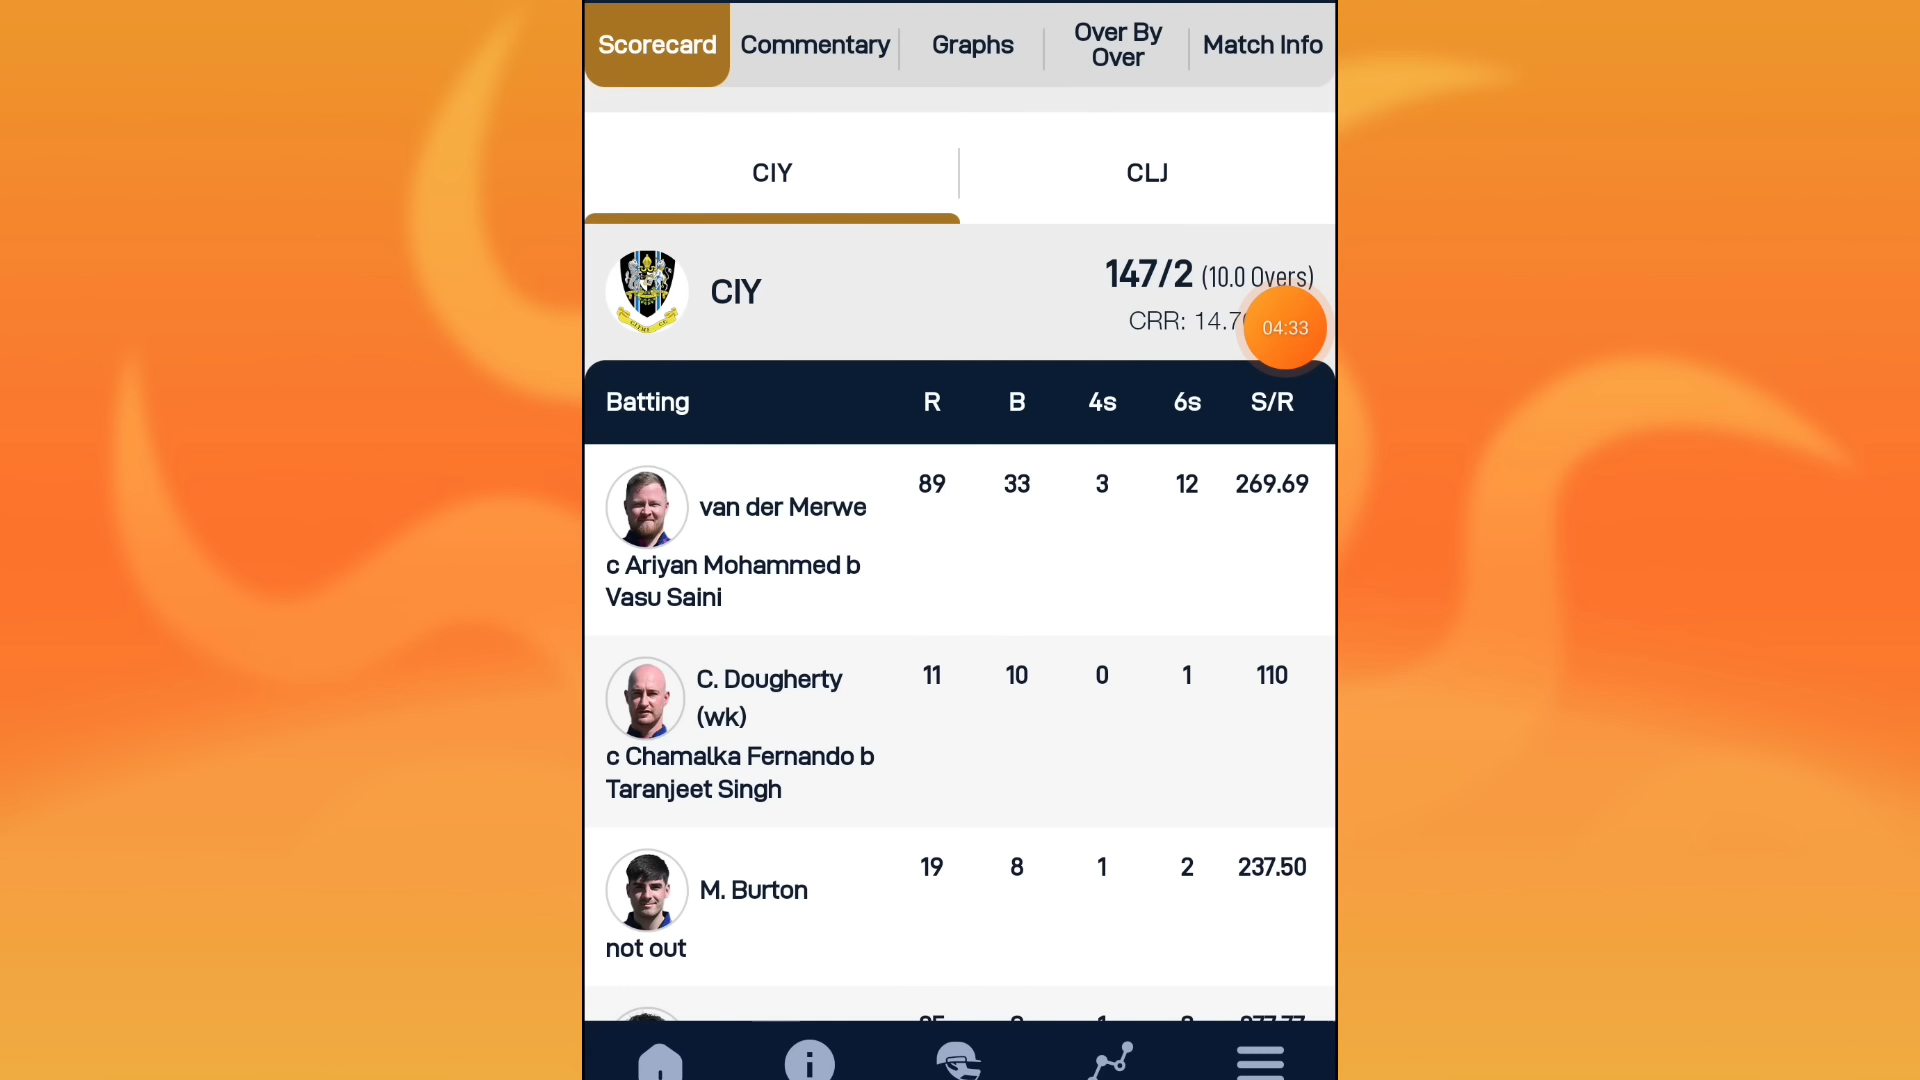 Scorecard
Commentary
Graphs
Over By
Over
Match Info
CIY
CLJ
CIY
147/2 (10.0 Overs)
CRR: 14.7
04:33
Batting R B 4s 6s S/R
van der Merwe 89 33 3 12 269.69
c Ariyan Mohammed b
Vasu Saini
C. Dougherty 11 10 0 1 110
(wk)
c Chamalka Fernando b
Taranjeet Singh
M. Burton 19 8 1 2 237.50
not out